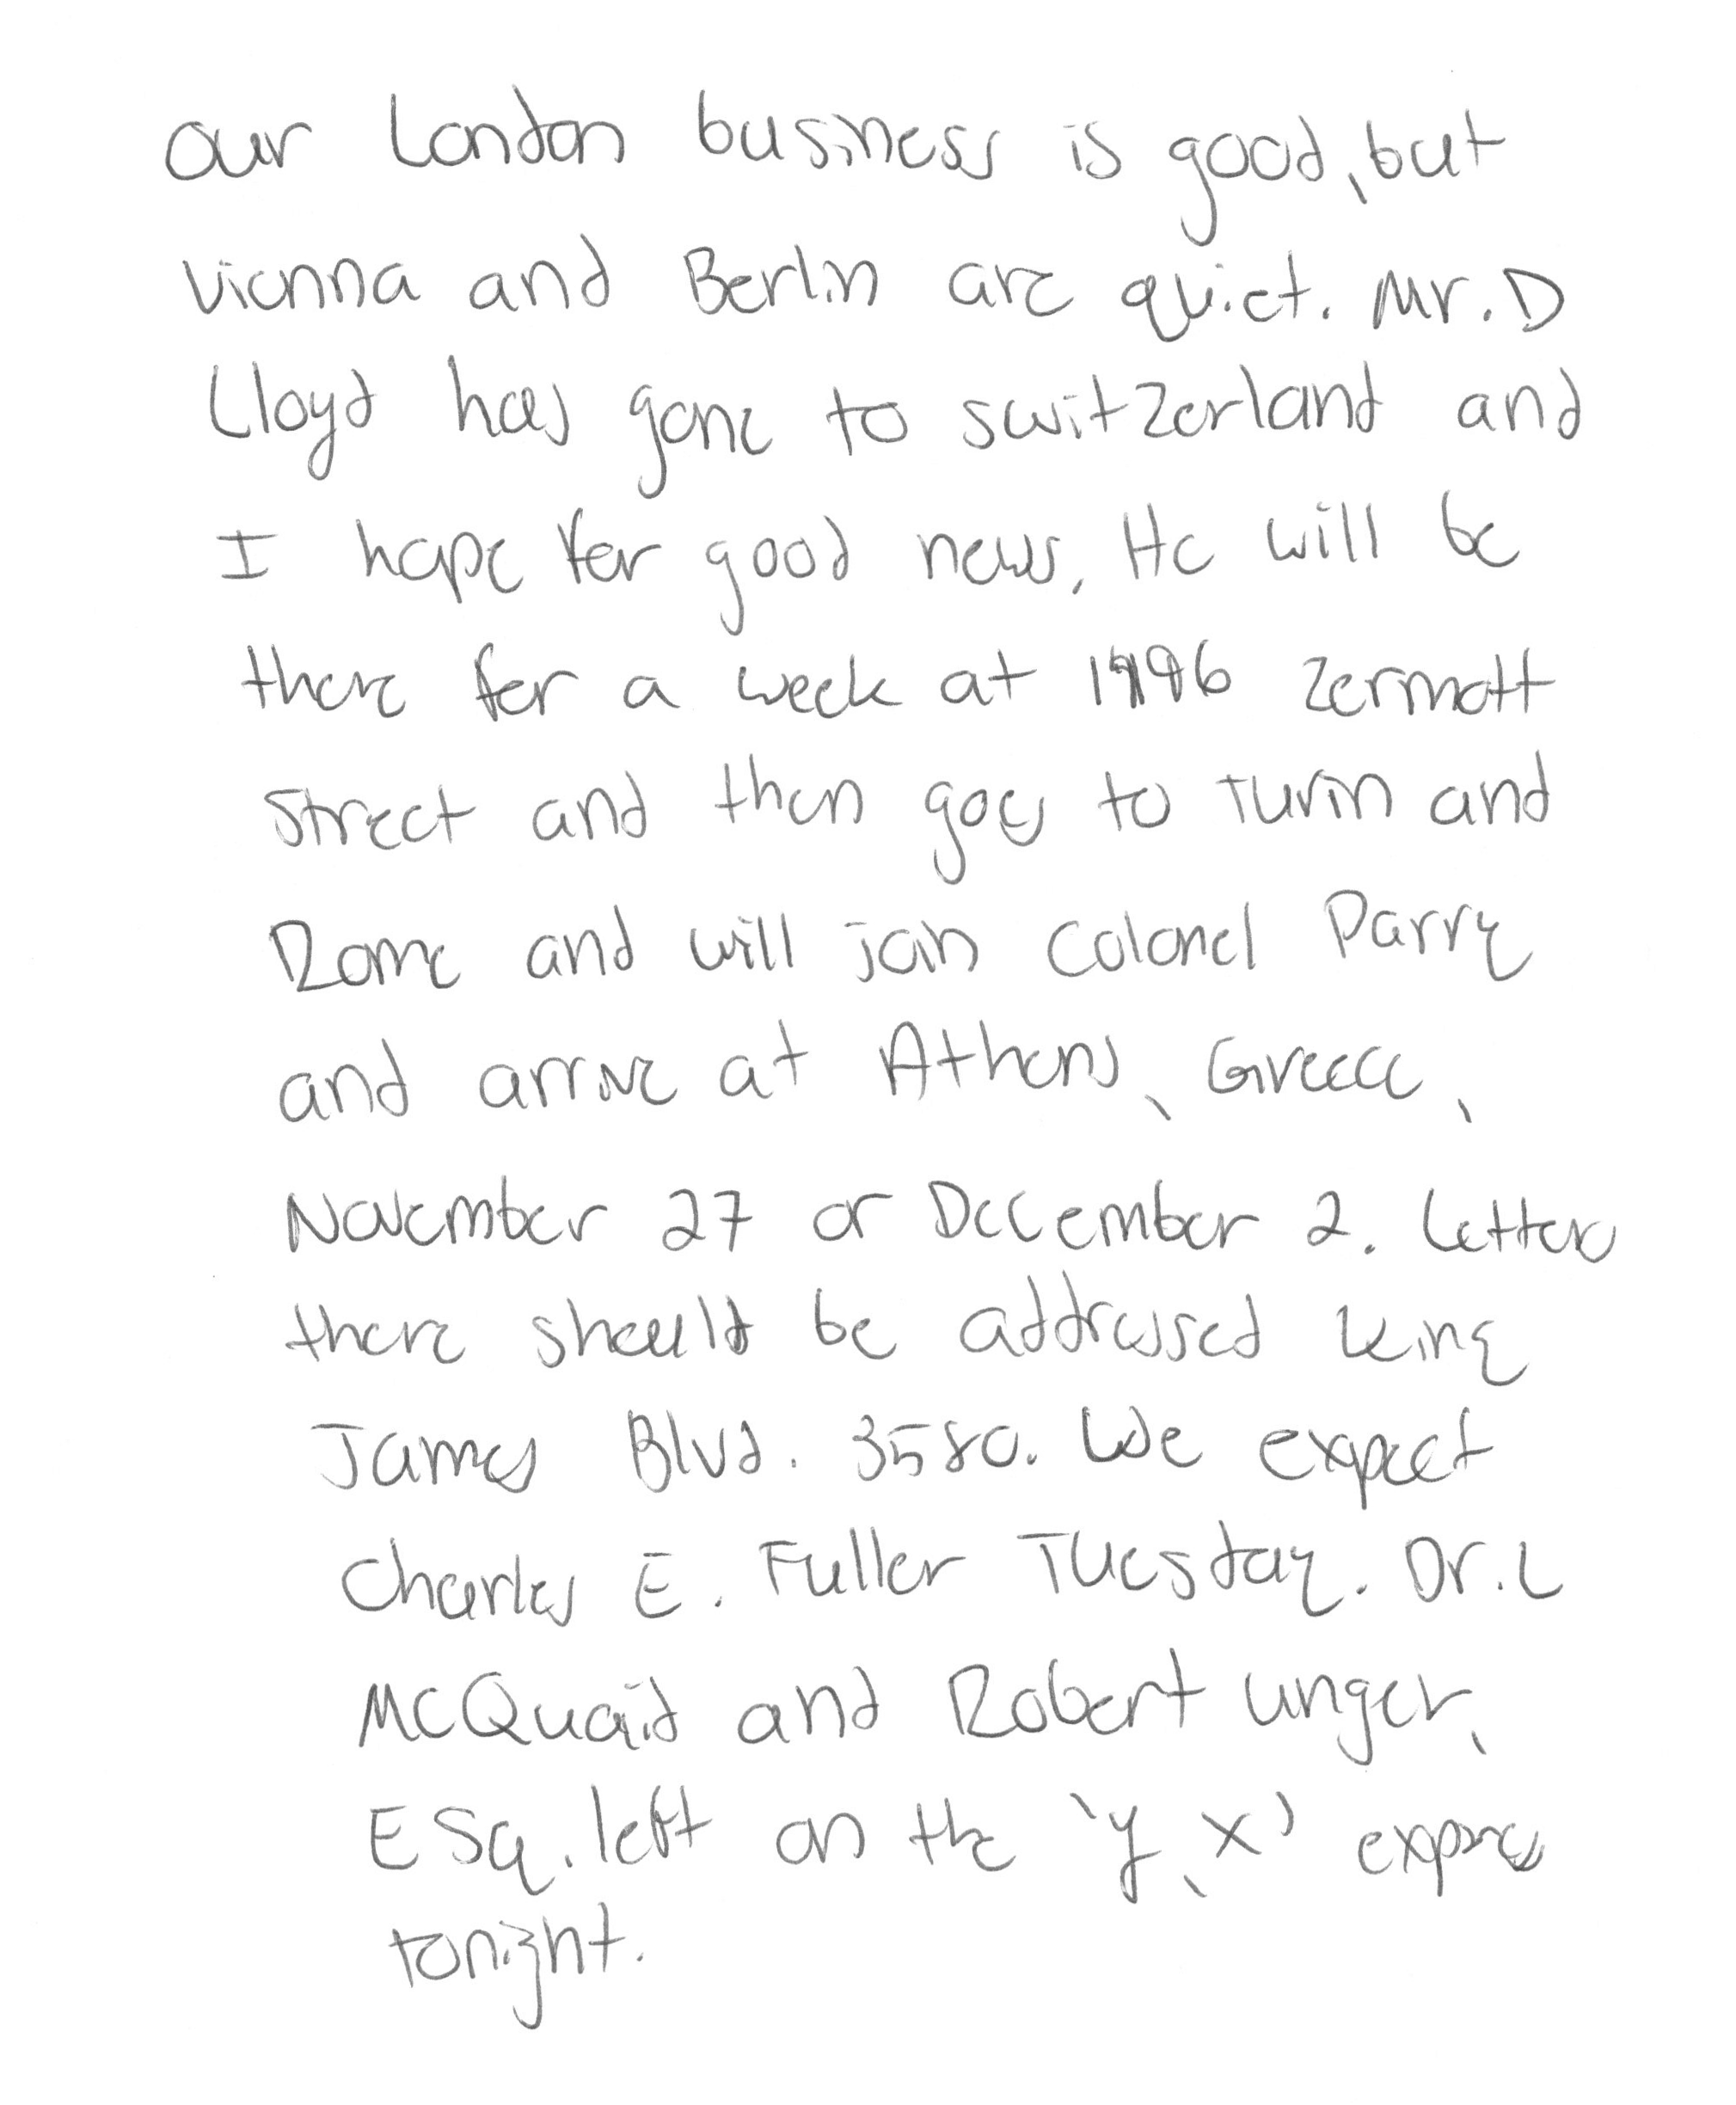 our London business is good, but
Vienna and Berlin are quiet. Mr. D
Lloyd has gone to switzerland and
I hope for good news. He will be
there for a week at 1996 Zermott
street and then goes to Turin and
Rome and will join Colonel Parry
and arrive at Athens, Greece,
November 27 or December 2. Letters
there should be addressed King
James Blvd. 3580. We expect
Charles E. Fuller Tuesday. Dr. L
McQuaid and Robert unger,
ESq. left on the 'y, X' express
tonight.